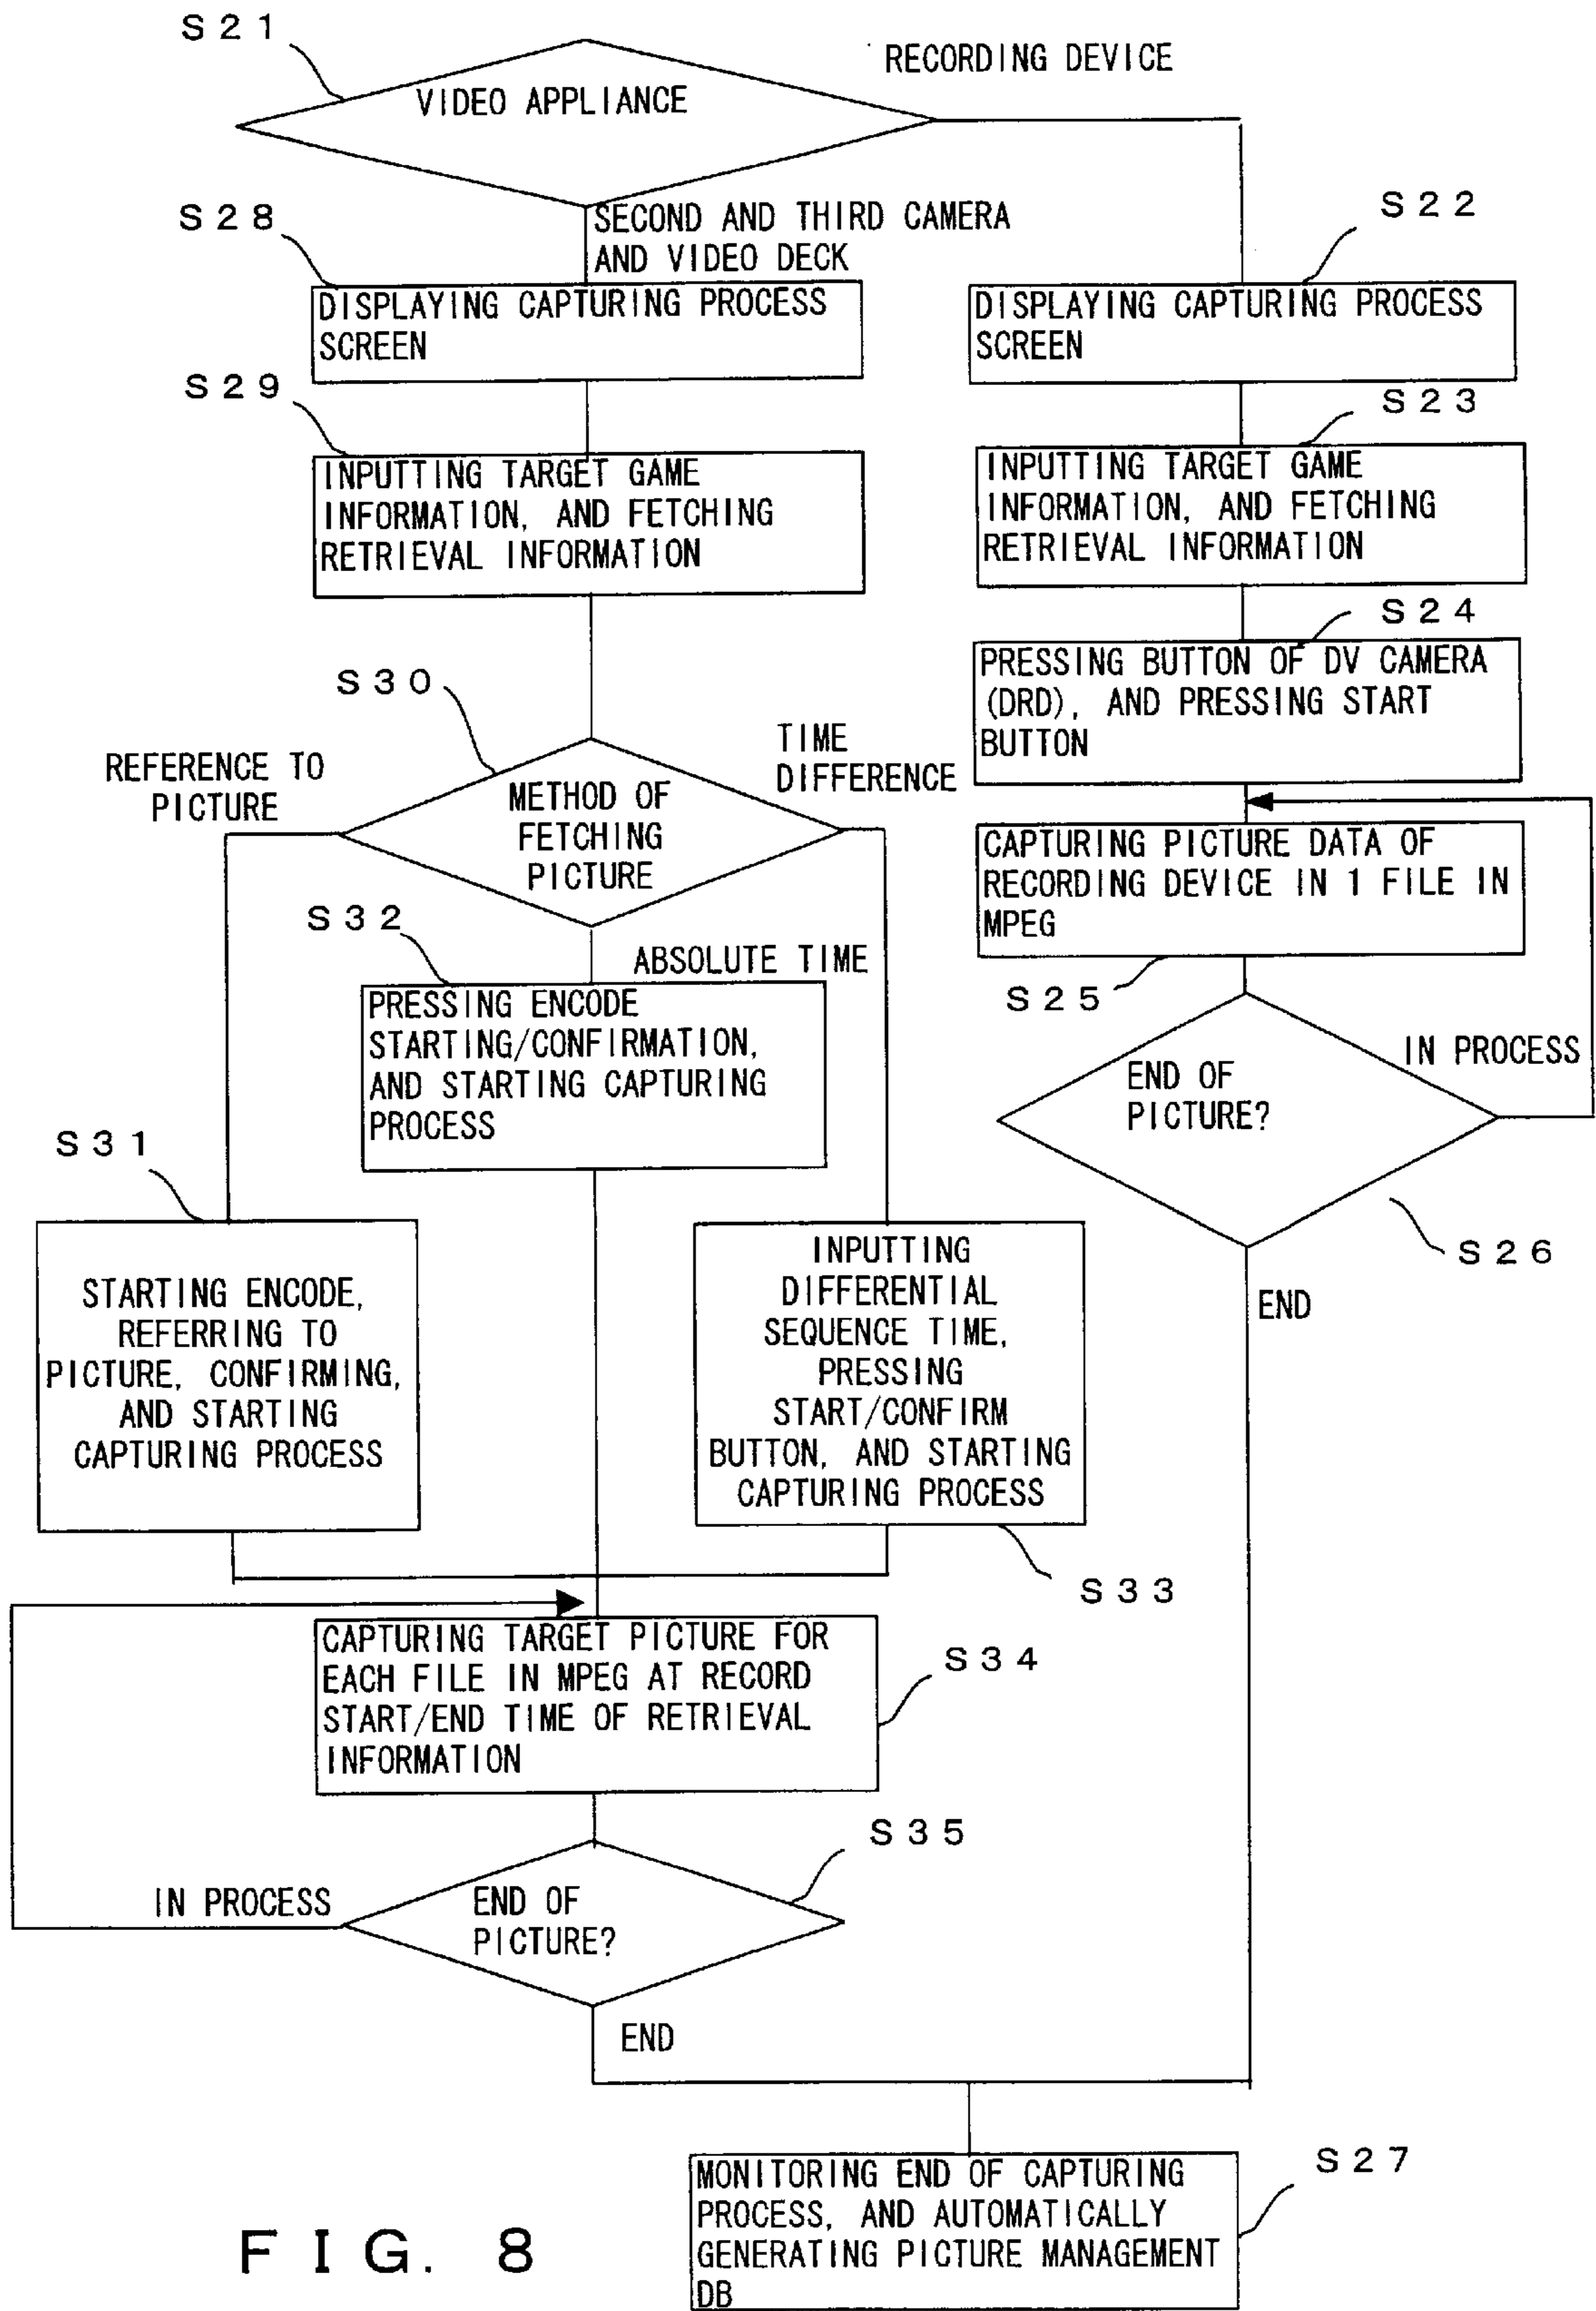 S21
RECORDING DEVICE
VIDEO APPLIANCE
S28
SECOND AND THIRD CAMERA
AND VIDEO DECK
S22
DISPLAYING CAPTURING PROCESS
SCREEN
DISPLAYING CAPTURING PROCESS
SCREEN
S29
S23
INPUTTING TARGET GAME
INFORMATION, AND FETCHING
RETRIEVAL INFORMATION
INPUTTING TARGET GAME
INFORMATION, AND FETCHING
RETRIEVAL INFORMATION
S24
PRESSING BUTTON OF DV CAMERA
(DRD), AND PRESSING START
BUTTON
S30
REFERENCE TO
PICTURE
TIME
DIFFERENCE
METHOD OF
FETCHING
PICTURE
CAPTURING PICTURE DATA OF
RECORDING DEVICE IN 1 FILE IN
MPEG
S32
ABSOLUTE TIME
S25
PRESSING ENCODE
STARTING/CONFIRMATION,
AND STARTING CAPTURING
PROCESS
IN PROCESS
END OF
PICTURE?
S31
S26
END
STARTING ENCODE,
REFERRING TO
PICTURE, CONFIRMING,
AND STARTING
CAPTURING PROCESS
INPUTTING
DIFFERENTIAL
SEQUENCE TIME,
PRESSING
START/CONFIRM
BUTTON, AND STARTING
CAPTURING PROCESS
S33
CAPTURING TARGET PICTURE FOR
EACH FILE IN MPEG AT RECORD
START/END TIME OF RETRIEVAL
INFORMATION
S34
S35
IN PROCESS
END OF
PICTURE?
END
S27
MONITORING END OF CAPTURING
PROCESS, AND AUTOMATICALLY
GENERATING PICTURE MANAGEMENT
DB
FIG. 8